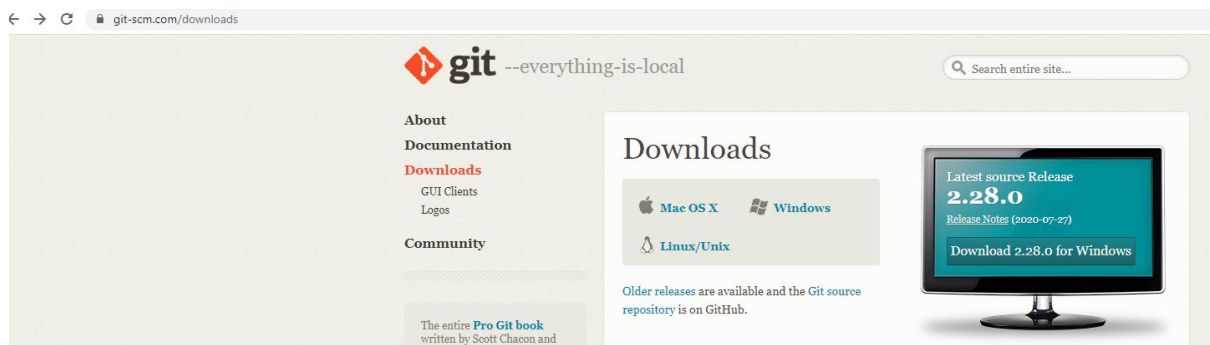 git-scm.com/downloads
git --everything-is-local
Search entire site...
About
Documentation
Downloads
GUI Clients
Logos
Community
The entire Pro Git book
written by Scott Chacon and
Downloads
Mac OS X
Windows
Linux/Unix
Older releases are available and the Git source
repository is on GitHub.
Latest source Release
2.28.0
Release Notes (2020-07-27)
Download 2.28.0 for Windows